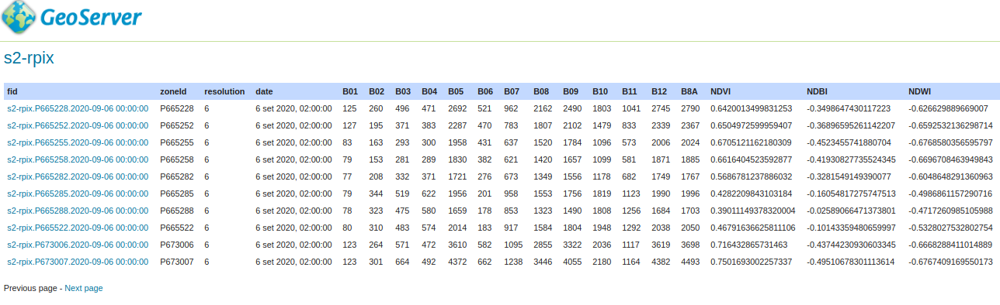 GeoServer
s2-rpix
fid zoneId resolution date B01 B02 B03 B04 B05 B06 B07 B08 B09 B10 B11 B12 B8A NDVI NDBI NDWI
s2-rpix.P665228.2020-09-06 00:00:00 P665228 6 6 set 2020, 02:00:00 125 260 496 471 2692 521 962 2162 2490 1803 1041 2745 2790 0.6420013499831253 -0.3498647430117223 -0.626629889669007
s2-rpix.P665252.2020-09-06 00:00:00 P665252 6 6 set 2020, 02:00:00 127 195 371 383 2287 470 783 1807 2102 1479 833 2339 2367 0.6504972599959407 -0.36896595261142207 -0.6592532136298714
s2-rpix.P665255.2020-09-06 00:00:00 P665255 6 6 set 2020, 02:00:00 83 163 293 300 1958 431 637 1520 1784 1096 573 2006 2024 0.6705121162180309 -0.4523455741880704 -0.6768580356595797
s2-rpix.P665258.2020-09-06 00:00:00 P665258 6 6 set 2020, 02:00:00 79 153 281 289 1830 382 621 1420 1657 1099 581 1871 1885 0.6616404523592877 -0.41930827735524345 -0.6696708463949843
s2-rpix.P665282.2020-09-06 00:00:00 P665282 6 6 set 2020, 02:00:00 77 208 332 371 1721 276 673 1349 1556 1178 682 1749 1767 0.5686781237886032 -0.3281549149390077 -0.6048648291360963
s2-rpix.P665285.2020-09-06 00:00:00 P665285 6 6 set 2020, 02:00:00 79 344 519 622 1956 201 958 1553 1756 1819 1123 1990 1996 0.4282209843103184 -0.16054817275747513 -0.4986861157290716
s2-rpix.P665288.2020-09-06 00:00:00 P665288 6 6 set 2020, 02:00:00 78 323 475 580 1659 178 853 1323 1490 1808 1256 1684 1703 0.39011149378320004 -0.02589066471373801 -0.4717260985105988
s2-rpix.P665522.2020-09-06 00:00:00 P665522 6 6 set 2020, 02:00:00 80 310 483 574 2014 183 917 1584 1804 1948 1292 2038 2050 0.46791636625811106 -0.10143359480659997 -0.5328027532802754
s2-rpix.P673006.2020-09-06 00:00:00 P673006 6 6 set 2020, 02:00:00 123 264 571 472 3610 582 1095 2855 3322 2036 1117 3619 3698 0.716432865731463 -0.43744230930603345 -0.6668288411014889
s2-rpix.P673007.2020-09-06 00:00:00 P673007 6 6 set 2020, 02:00:00 123 301 664 492 4372 662 1238 3446 4055 2180 1164 4382 4493 0.7501693002257337 -0.49510678301113614 -0.6767409169550173
Previous page - Next page